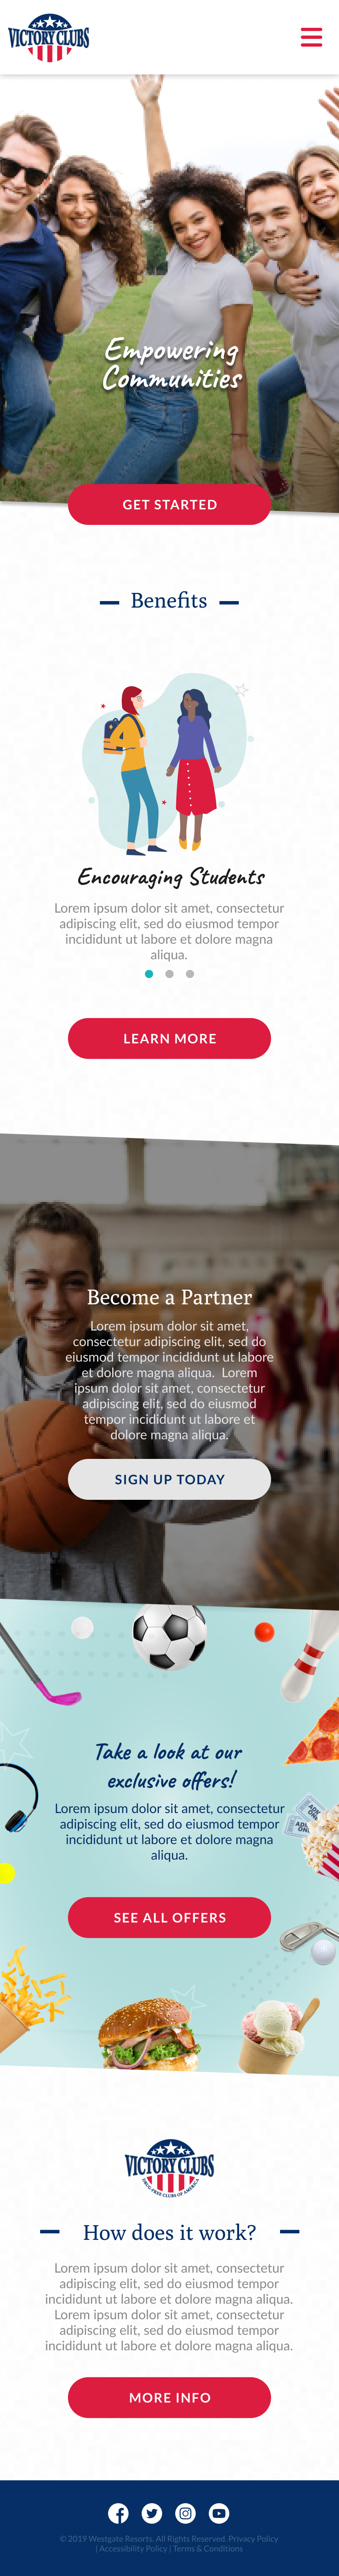 VICTORY CLUBS
Empowering
Communities
GET STARTED
Benefits
Encouraging Students
Lorem ipsum dolor sit amet, consectetur
adipiscing elit, sed do eiusmod tempor
incididunt ut labore et dolore magna
aliqua.
LEARN MORE
Become a Partner
Lorem ipsum dolor sit amet,
consectetur adipiscing elit, sed do
eiusmod tempor incididunt ut labore
et dolore magna aliqua. Lorem
ipsum dolor sit amet, consectetur
adipiscing elit, sed do eiusmod
tempor incididunt ut labore et
dolore magna aliqua.
SIGN UP TODAY
Take a look at our
exclusive offers!
Lorem ipsum dolor sit amet, consectetur
adipiscing elit, sed do eiusmod tempor
incididunt ut labore et dolore magna
aliqua.
SEE ALL OFFERS
VICTORY CLUBS
DRUG-FREE CLUBS OF AMERICA
How does it work?
Lorem ipsum dolor sit amet, consectetur
adipiscing elit, sed do eiusmod tempor
incididunt ut labore et dolore magna aliqua.
Lorem ipsum dolor sit amet, consectetur
adipiscing elit, sed do eiusmod tempor
incididunt ut labore et dolore magna aliqua.
MORE INFO
© 2019 Westgate Resorts. All Rights Reserved. Privacy Policy
| Accessibility Policy | Terms & Conditions